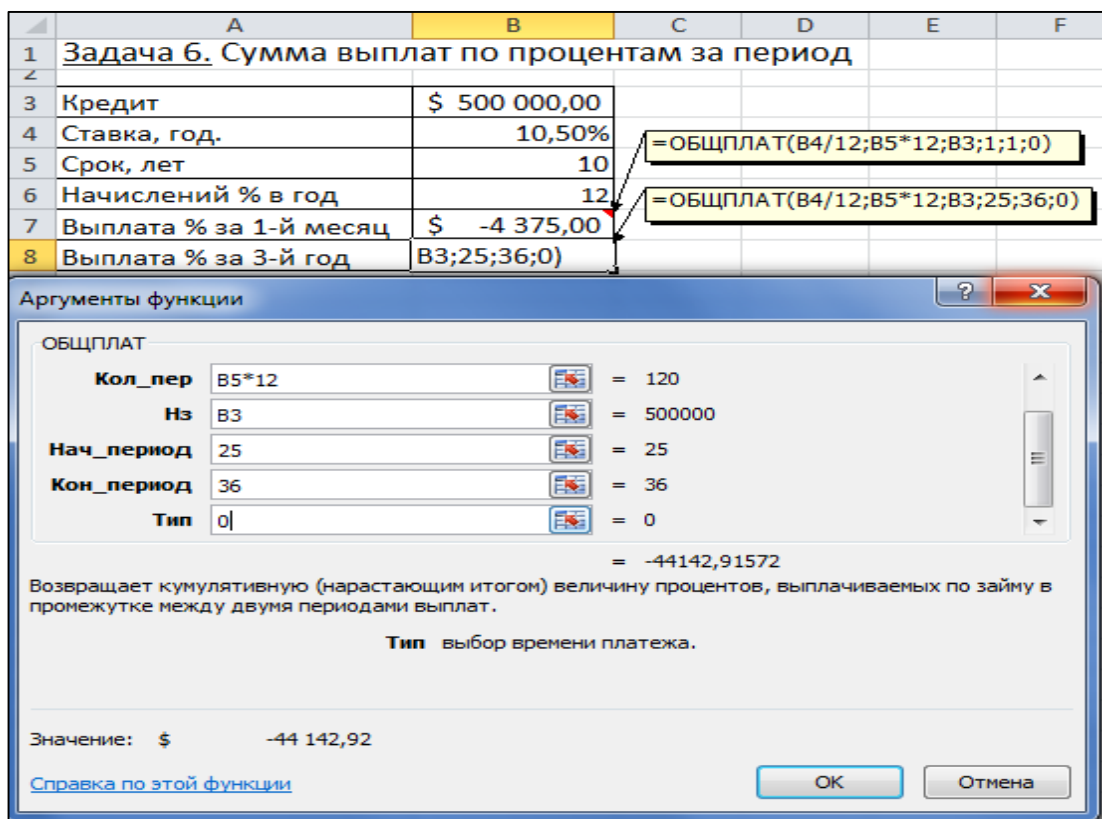 A B C D E F
1 Задача 6. Сумма выплат по процентам за период
2
3 Кредит $ 500 000,00
4 Ставка, год. 10,50%
=ОБЩПЛАТ(B4/12;B5*12;B3;1;1;0)
5 Срок, лет 10
6 Начислений % в год 12
=ОБЩПЛАТ(B4/12;B5*12;B3;25;36;0)
7 Выплата % за 1-й месяц $ -4 375,00
8 Выплата % за 3-й год B3;25;36;0)
Аргументы функции
ОБЩПЛАТ
Кол_пер B5*12 = 120
Нз B3 = 500000
Нач_период 25 = 25
Кон_период 36 = 36
Тип 0 = 0
= -44142,91572
Возвращает кумулятивную (нарастающим итогом) величину процентов, выплачиваемых по займу в
промежутке между двумя периодами выплат.
Тип выбор времени платежа.
Значение: $ -44 142,92
Справка по этой функции ОК Отмена